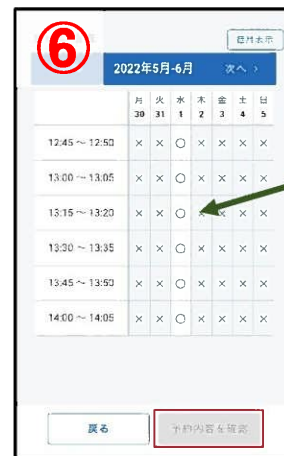 ⑥
毎月表示
2022年5月-6月 次へ >
月 火 水 木 金 土 日
30 31 1 2 3 4 5
12:45 ~ 12:50 × × ○ × × × ×
13:00 ~ 13:05 × × ○ × × × ×
13:15 ~ 13:20 × × ○ × × × ×
13:30 ~ 13:35 × × ○ × × × ×
13:45 ~ 13:50 × × ○ × × × ×
14:00 ~ 14:05 × × ○ × × × ×
戻る 予約内容を確認